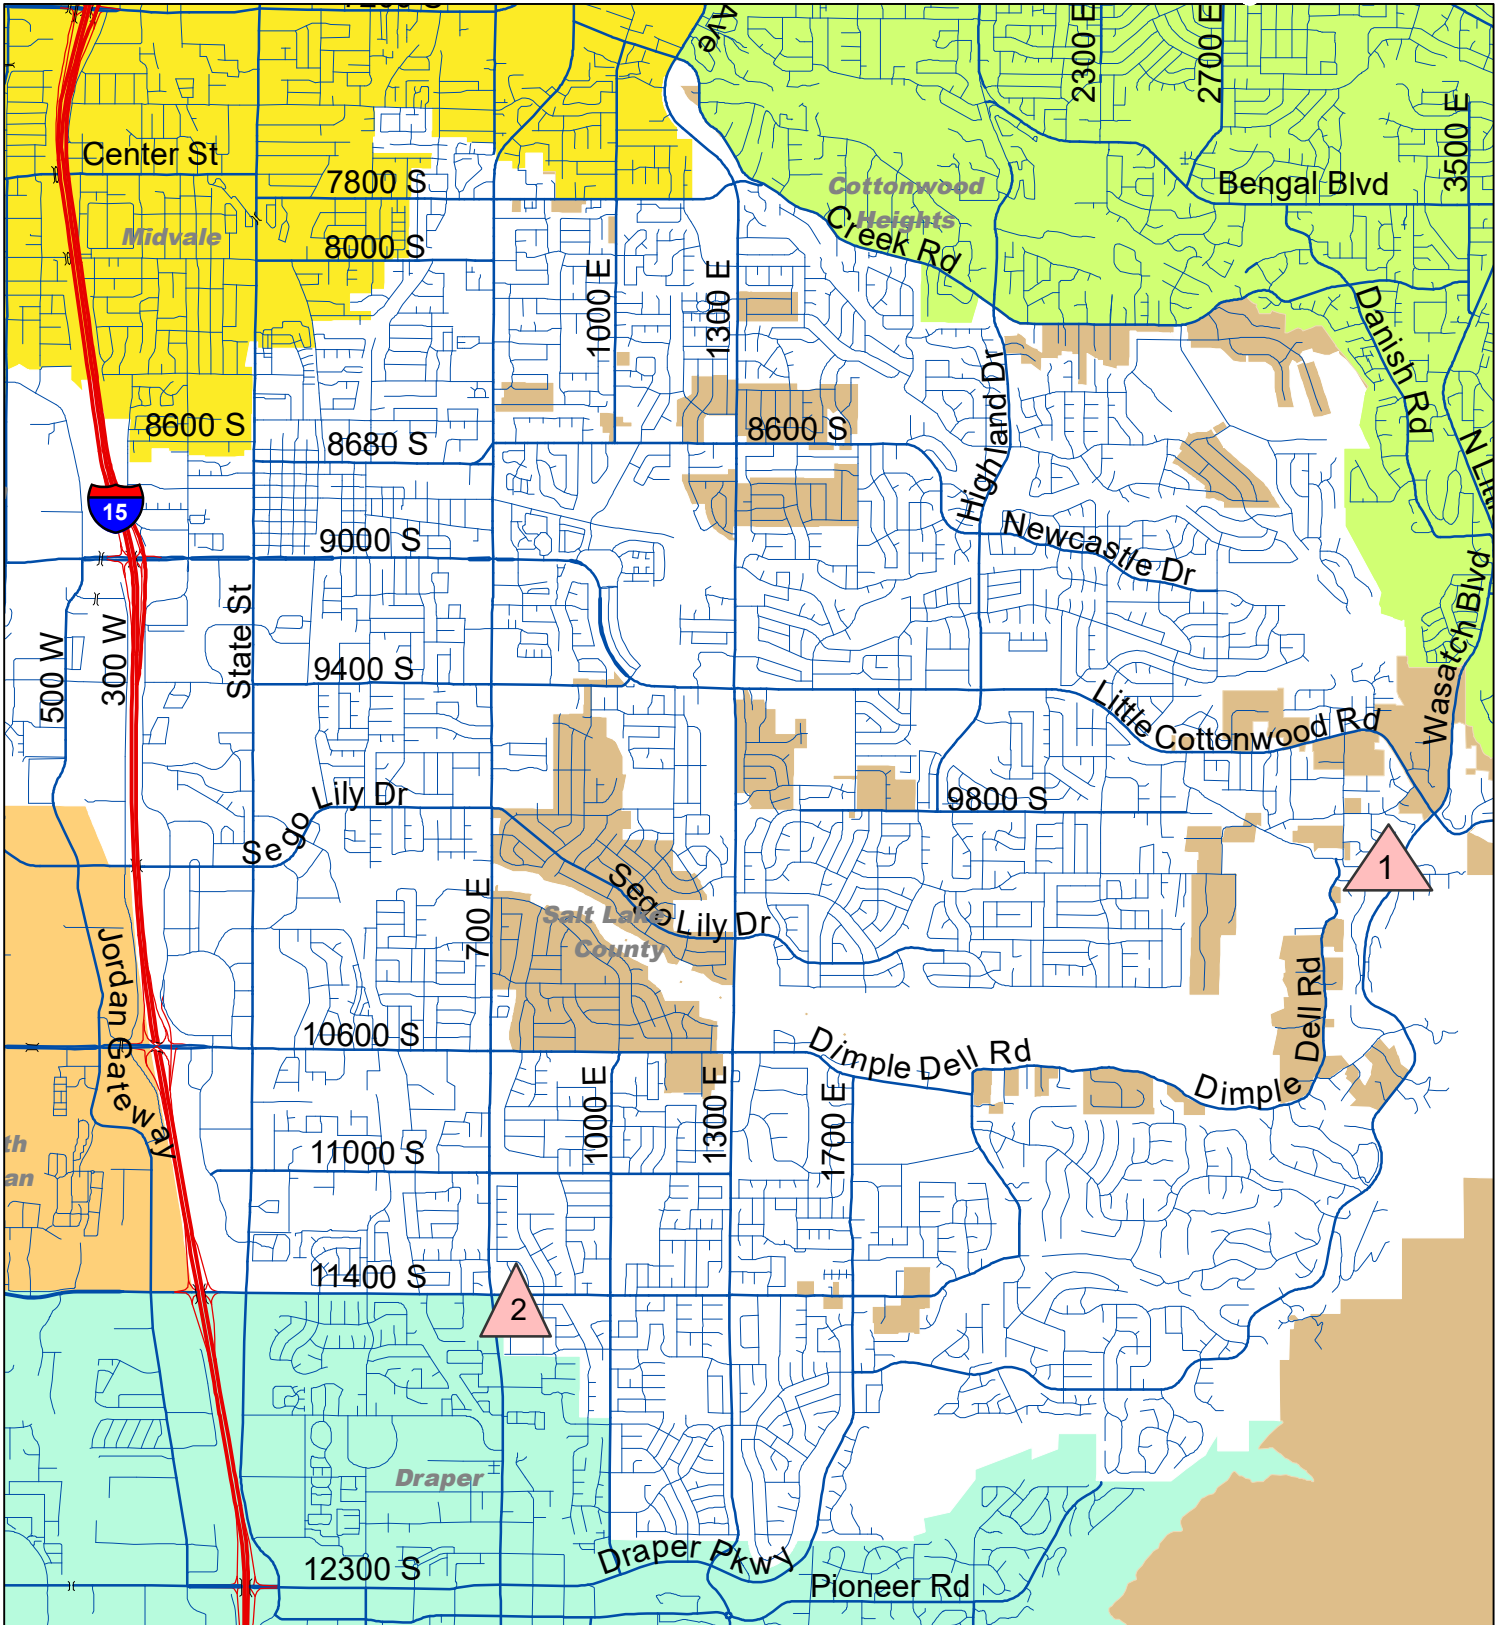 7200 S
Ave
2300 E
2700 E
3500 E
Center St
7800 S
Bengal Blvd
Cottonwood
Heights
Creek Rd
Midvale
8000 S
1000 E
1300 E
Danish Rd
Highland Dr
8600 S
8680 S
8600 S
15
9000 S
Newcastle Dr
Wasatch Blvd
500 W
300 W
State St
9400 S
Little Cottonwood Rd
Sego Lily Dr
9800 S
1
700 E
Sego Lily Dr
Salt Lake
County
Jordan Gateway
10600 S
Dimple Dell Rd
Dimple Dell Rd
1000 E
1300 E
1700 E
11000 S
11400 S
2
Draper
12300 S
Draper Pkwy
Pioneer Rd